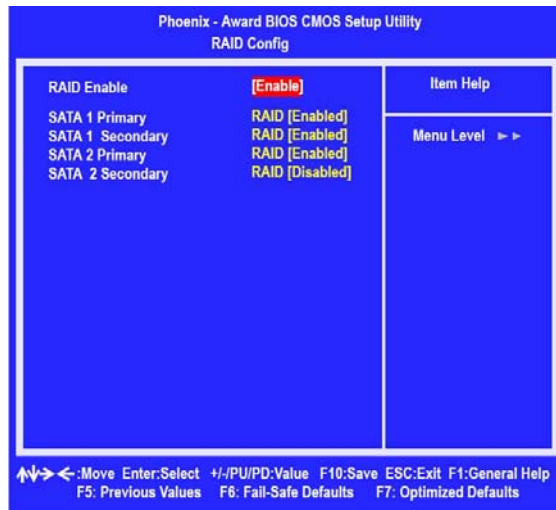 Phoenix - Award BIOS CMOS Setup Utility
RAID Config
RAID Enable [Enable]
SATA 1 Primary RAID [Enabled]
SATA 1 Secondary RAID [Enabled]
SATA 2 Primary RAID [Enabled]
SATA 2 Secondary RAID [Disabled]
Item Help
Menu Level ►►
↑↓→←:Move Enter:Select +/-/PU/PD:Value F10:Save ESC:Exit F1:General Help
F5: Previous Values F6: Fail-Safe Defaults F7: Optimized Defaults